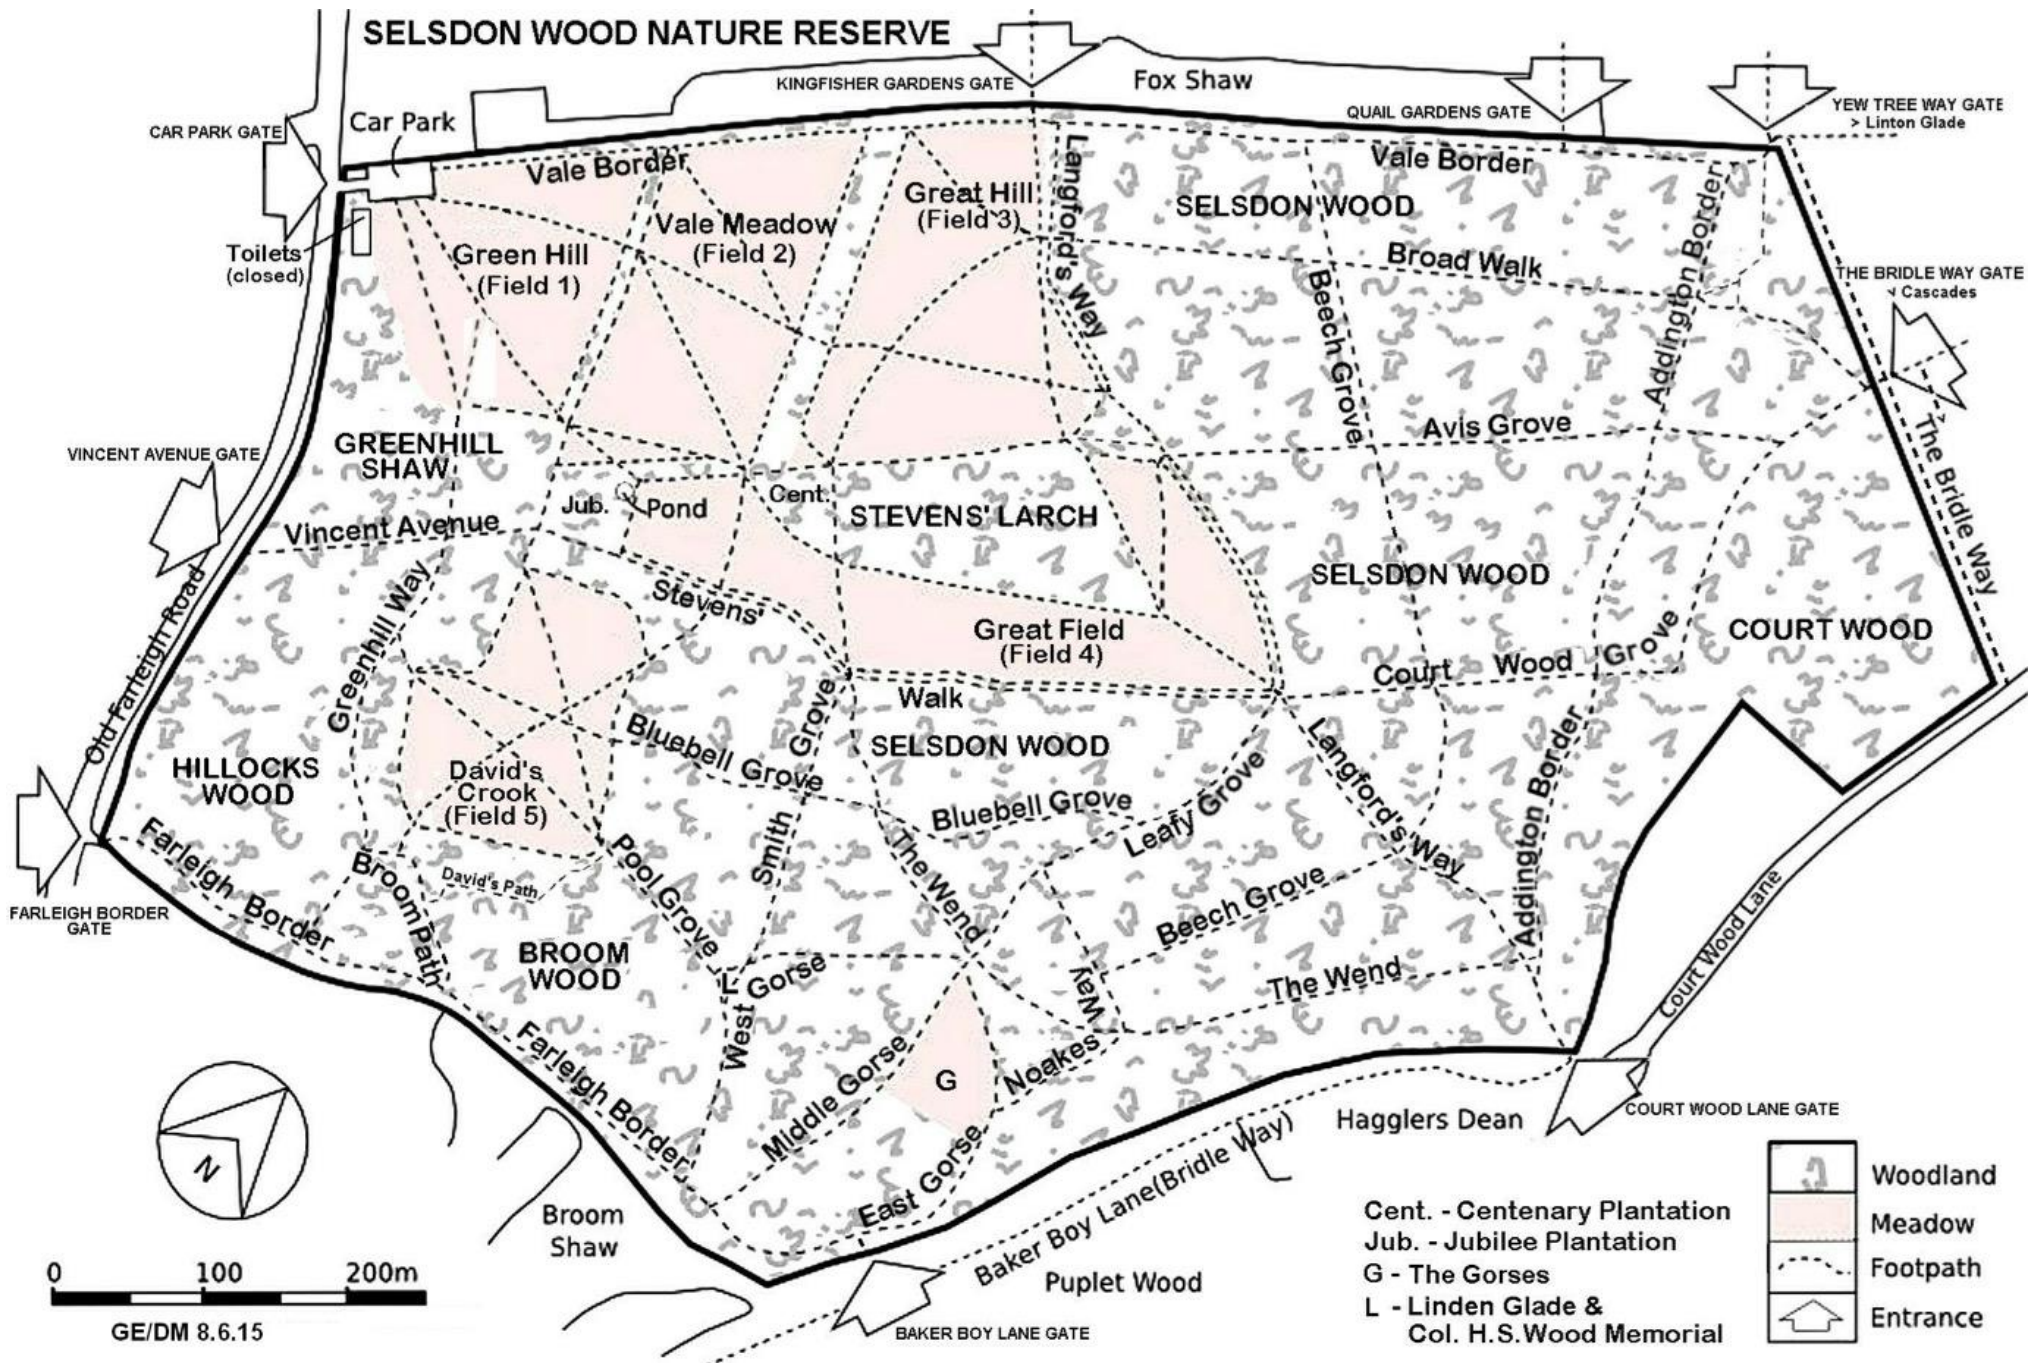 SELSDON WOOD NATURE RESERVE
KINGFISHER GARDENS GATE
Fox Shaw
QUAIL GARDENS GATE
YEW TREE WAY GATE
> Linton Glade
CAR PARK GATE
Car Park
Vale Border
Vale Border
Toilets
(closed)
Green Hill
(Field 1)
Vale Meadow
(Field 2)
Great Hill
(Field 3)
Langford's Way
SELSDON WOOD
Broad Walk
Beech Grove
Addington Border
THE BRIDLE WAY GATE
Cascades
The Bridle Way
GREENHILL
SHAW
VINCENT AVENUE GATE
Vincent Avenue
Jub.
Pond
Cent.
STEVENS' LARCH
Avis Grove
SELSDON WOOD
COURT WOOD
Old Farleigh Road
Greenhill Way
Stevens'
Walk
Great Field
(Field 4)
Court Wood Grove
HILLOCKS
WOOD
David's
Crook
(Field 5)
Bluebell Grove
Smith Grove
SELSDON WOOD
Bluebell Grove
Leafy Grove
Langford's Way
Addington Border
FARLEIGH BORDER
GATE
Farleigh Border
Broom Path
David's Path
Pool Grove
The Wend
Beech Grove
The Wend
BROOM
WOOD
L
West Gorse
Middle Gorse
G
Noakes Way
East Gorse
Farleigh Border
Court Wood Lane
COURT WOOD LANE GATE
Hagglers Dean
Baker Boy Lane(Bridle Way)
Puplet Wood
BAKER BOY LANE GATE
Broom
Shaw
N
0 100 200m
GE/DM 8.6.15
Cent. - Centenary Plantation
Jub. - Jubilee Plantation
G - The Gorses
L - Linden Glade &
Col. H.S.Wood Memorial
Woodland
Meadow
Footpath
Entrance